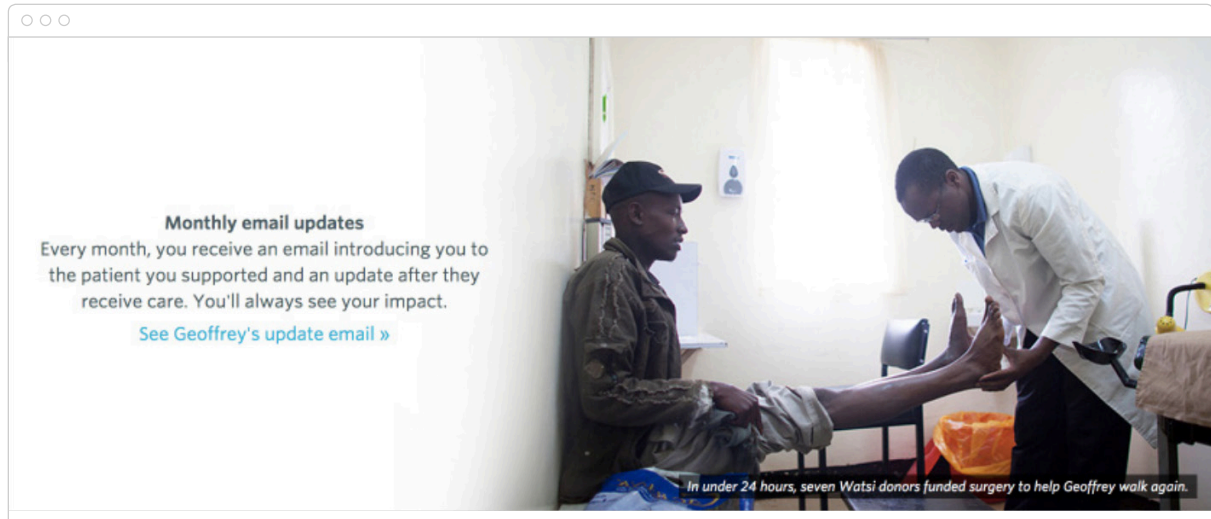 Monthly email updates
Every month, you receive an email introducing you to
the patient you supported and an update after they
receive care. You'll always see your impact.
See Geoffrey's update email »
In under 24 hours, seven Watsi donors funded surgery to help Geoffrey walk again.